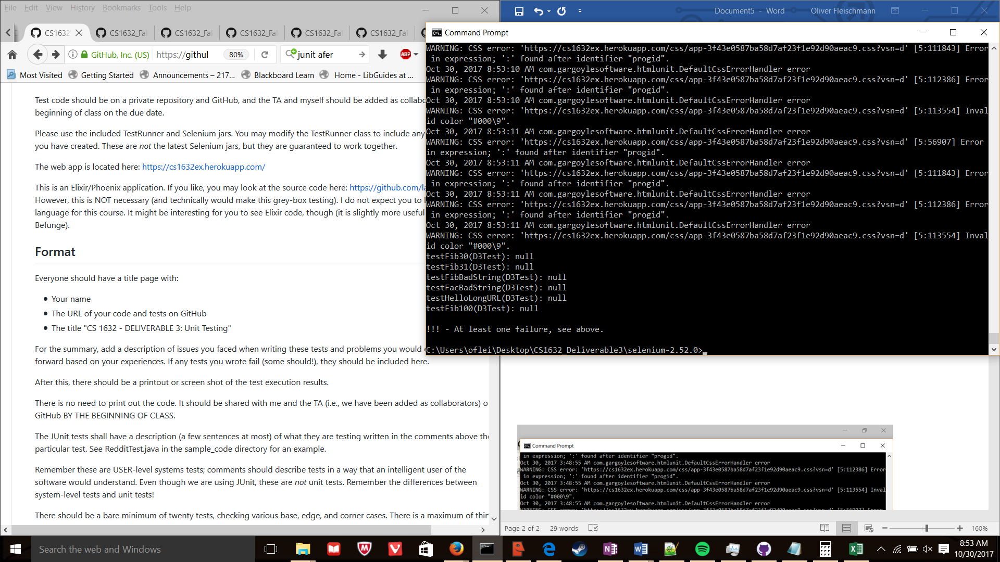 File Edit View History Bookmarks Tools Help
CS1632
CS1632_Fal
CS1632_Fal
CS1632_Fal
CS1632_Fal
CS1632_Fal
GitHub, Inc. (US)
https://githul
80%
junit afer
ABP
Most Visited
Getting Started
Announcements – 217...
Blackboard Learn
Home - LibGuides at ...
Test code should be on a private repository and GitHub, and the TA and myself should be added as collabo
beginning of class on the due date.
Please use the included TestRunner and Selenium jars. You may modify the TestRunner class to include any
you have created. These are not the latest Selenium jars, but they are guaranteed to work together.
The web app is located here: https://cs1632ex.herokuapp.com/
This is an Elixir/Phoenix application. If you like, you may look at the source code here: https://github.com/la
However, this is NOT necessary (and technically would make this grey-box testing). I do not expect you to
language for this course. It might be interesting for you to see Elixir code, though (it is slightly more useful
Befunge).
Format
Everyone should have a title page with:
Your name
The URL of your code and tests on GitHub
The title "CS 1632 - DELIVERABLE 3: Unit Testing"
For the summary, add a description of issues you faced when writing these tests and problems you would
forward based on your experiences. If any tests you wrote fail (some should!), they should be included here.
After this, there should be a printout or screen shot of the test execution results.
There is no need to print out the code. It should be shared with me and the TA (i.e., we have been added as collaborators) o
GitHub BY THE BEGINNING OF CLASS.
The JUnit tests shall have a description (a few sentences at most) of what they are testing written in the comments above the
particular test. See RedditTest.java in the sample_code directory for an example.
Remember these are USER-level systems tests; comments should describe tests in a way that an intelligent user of the
software would understand. Even though we are using JUnit, these are not unit tests. Remember the differences between
system-level tests and unit tests!
There should be a bare minimum of twenty tests, checking various base, edge, and corner cases. There is a maximum of thir
Document5 - Word
Oliver Fleischmann
Command Prompt
WARNING: CSS error: 'https://cs1632ex.herokuapp.com/css/app-3f43e0587ba58d7af23f1e92d90aeac9.css?vsn=d' [5:111843] Error
in expression; ':' found after identifier "progid".
Oct 30, 2017 8:53:10 AM com.gargoylesoftware.htmlunit.DefaultCssErrorHandler error
WARNING: CSS error: 'https://cs1632ex.herokuapp.com/css/app-3f43e0587ba58d7af23f1e92d90aeac9.css?vsn=d' [5:112386] Error
in expression; ':' found after identifier "progid".
Oct 30, 2017 8:53:10 AM com.gargoylesoftware.htmlunit.DefaultCssErrorHandler error
WARNING: CSS error: 'https://cs1632ex.herokuapp.com/css/app-3f43e0587ba58d7af23f1e92d90aeac9.css?vsn=d' [5:113554] Inval
id color "#000\9".
Oct 30, 2017 8:53:11 AM com.gargoylesoftware.htmlunit.DefaultCssErrorHandler error
WARNING: CSS error: 'https://cs1632ex.herokuapp.com/css/app-3f43e0587ba58d7af23f1e92d90aeac9.css?vsn=d' [5:56907] Error
in expression; ':' found after identifier "progid".
Oct 30, 2017 8:53:11 AM com.gargoylesoftware.htmlunit.DefaultCssErrorHandler error
WARNING: CSS error: 'https://cs1632ex.herokuapp.com/css/app-3f43e0587ba58d7af23f1e92d90aeac9.css?vsn=d' [5:111843] Error
in expression; ':' found after identifier "progid".
Oct 30, 2017 8:53:11 AM com.gargoylesoftware.htmlunit.DefaultCssErrorHandler error
WARNING: CSS error: 'https://cs1632ex.herokuapp.com/css/app-3f43e0587ba58d7af23f1e92d90aeac9.css?vsn=d' [5:112386] Error
in expression; ':' found after identifier "progid".
Oct 30, 2017 8:53:11 AM com.gargoylesoftware.htmlunit.DefaultCssErrorHandler error
WARNING: CSS error: 'https://cs1632ex.herokuapp.com/css/app-3f43e0587ba58d7af23f1e92d90aeac9.css?vsn=d' [5:113554] Inval
id color "#000\9".
testFib30(D3Test): null
testFib31(D3Test): null
testFibBadString(D3Test): null
testFacBadString(D3Test): null
testHelloLongURL(D3Test): null
testFib100(D3Test): null
!!! - At least one failure, see above.
C:\Users\oflei\Desktop\CS1632_Deliverable3\selenium-2.52.0>
Command Prompt
in expression; ':' found after identifier "progid".
Oct 30, 2017 3:48:55 AM com.gargoylesoftware.htmlunit.DefaultCssErrorHandler error
WARNING: CSS error: 'https://cs1632ex.herokuapp.com/css/app-3f43e0587ba58d7af23f1e92d90aeac9.css?vsn=d' [5:112386] Error
in expression; ':' found after identifier "progid".
Oct 30, 2017 3:48:55 AM com.gargoylesoftware.htmlunit.DefaultCssErrorHandler error
WARNING: CSS error: 'https://cs1632ex.herokuapp.com/css/app-3f43e0587ba58d7af23f1e92d90aeac9.css?vsn=d' [5:113554] Inval
id color "#000\9".
Oct 30, 2017 3:48:55 AM com.gargoylesoftware.htmlunit.DefaultCssErrorHandler error
Page 2 of 2
29 words
160%
Search the web and Windows
8:53 AM
10/30/2017